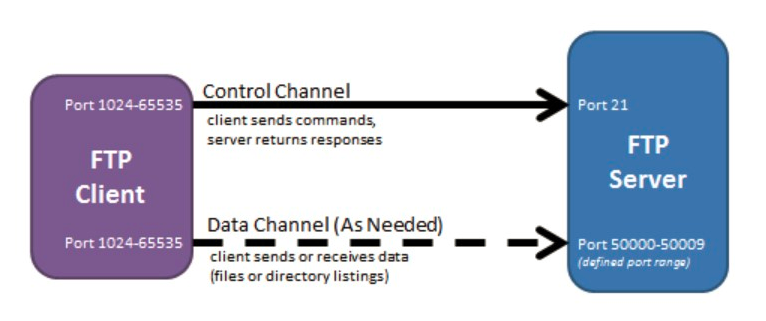 Control Channel
Port 1024-65535
Port 21
client sends commands,
server returns responses
FTP
Client
FTP
Server
Data Channel (As Needed)
Port 1024-65535
Port 50000-50009
client sends or receives data
(files or directory listings)
(defined port range)